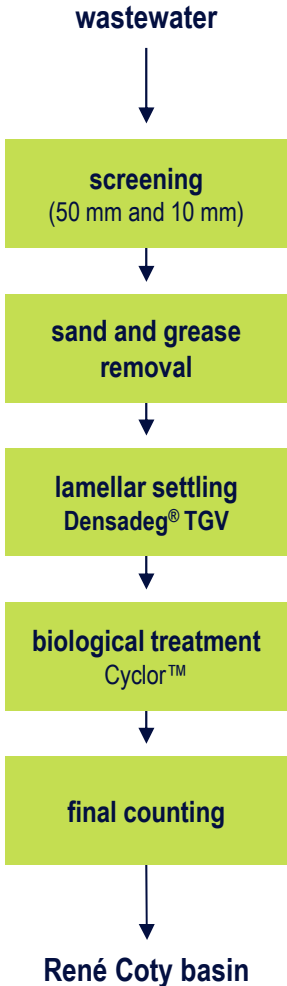 wastewater
screening
(50 mm and 10 mm)
sand and grease
removal
lamellar settling
Densadeg® TGV
biological treatment
Cyclor™
final counting
René Coty basin